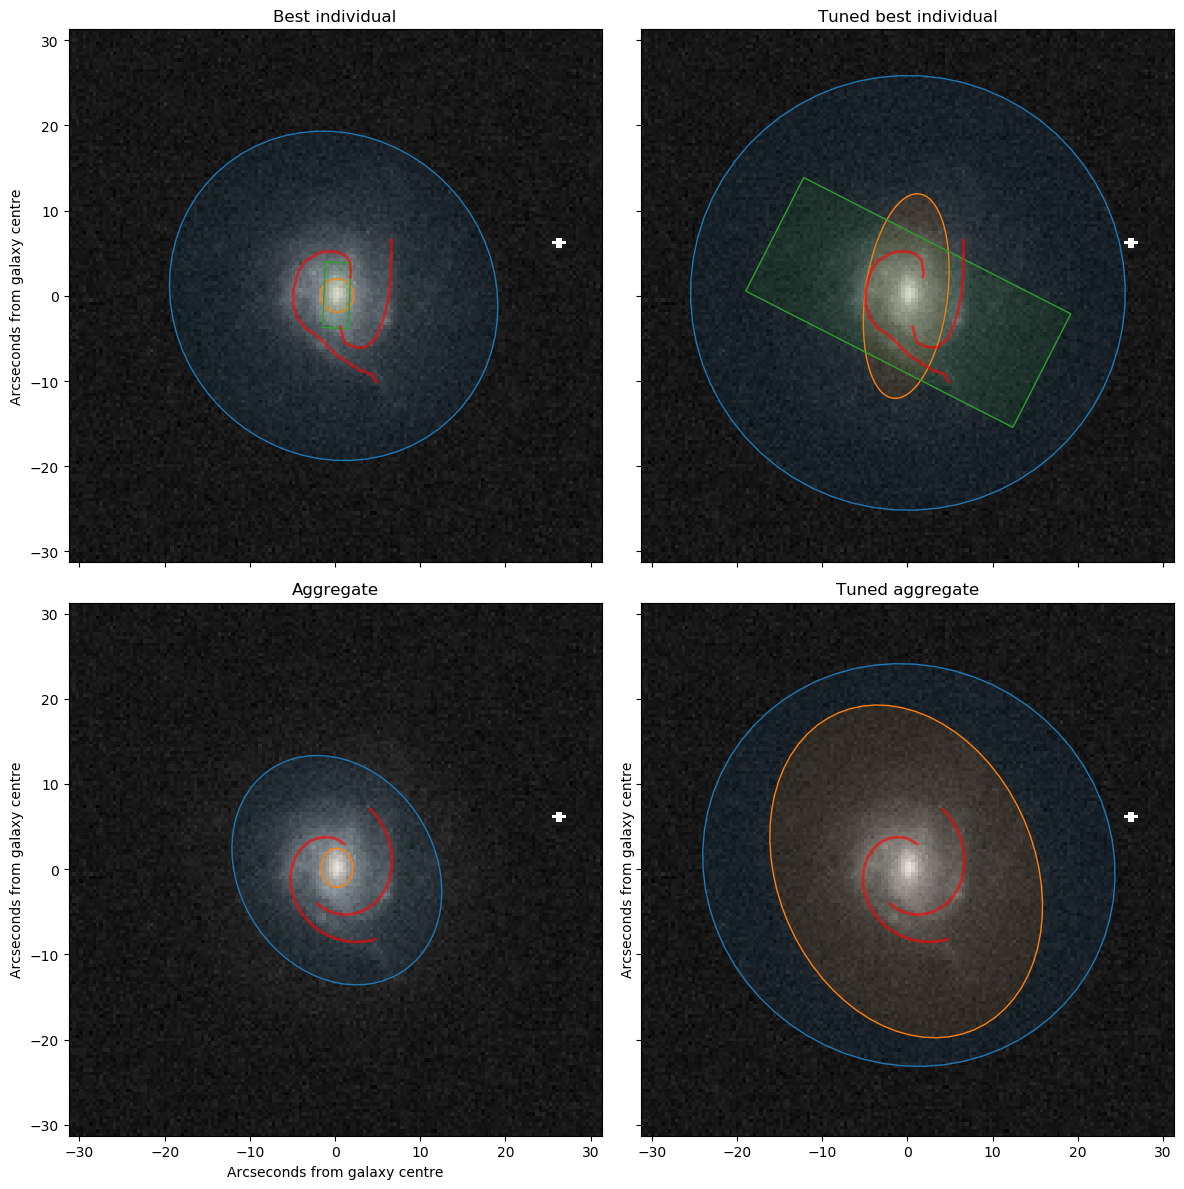 Best individual
Tuned best individual
30
20
10
0
−10
−20
−30
Arcseconds from galaxy centre
Aggregate
Tuned aggregate
30
20
10
0
−10
−20
−30
Arcseconds from galaxy centre
Arcseconds from galaxy centre
−30 −20 −10 0 10 20 30
−30 −20 −10 0 10 20 30
Arcseconds from galaxy centre